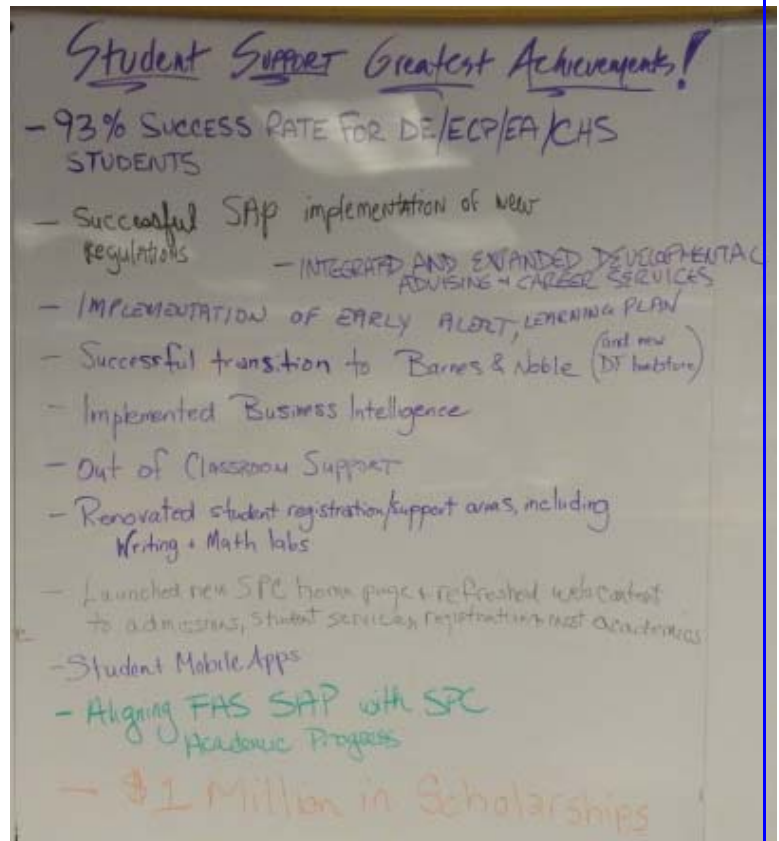 Student Support Greatest Achievements!
- 93% SUCCESS RATE FOR DE/ECP/EA/CHS
STUDENTS
- Successful SAP implementation of new
Regulations
- INTEGRATED AND EXPANDED DEVELOPMENTAL
ADVISING + CAREER SERVICES
- IMPLEMENTATION OF EARLY ALERT, LEARNING PLAN
- Successful transition to Barnes & Noble (and new
DT bookstore)
- Implemented Business Intelligence
- Out of Classroom Support
- Renovated student registration/support areas, including
Writing + Math labs
- Launched new SPC home page + refreshed web content
to admissions, student services, registration + most academics
- Student Mobile Apps
- Aligning FAS SAP with SPC
Academic Progress
- $1 Million in Scholarships